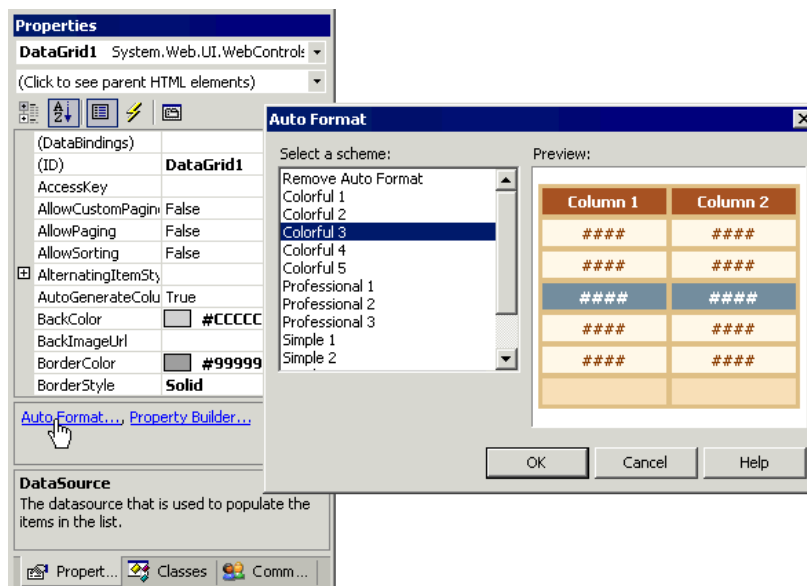 Properties
DataGrid1 System.Web.UI.WebControls
(Click to see parent HTML elements)
(DataBindings)
(ID) DataGrid1
AccessKey
AllowCustomPagin False
AllowPaging False
AllowSorting False
AlternatingItemSty
AutoGenerateColu True
BackColor #CCCCC
BackImageUrl
BorderColor #99999
BorderStyle Solid
Auto Format..., Property Builder...
DataSource
The datasource that is used to populate the
items in the list.
Propert... Classes Comm...
Auto Format
Select a scheme:
Remove Auto Format
Colorful 1
Colorful 2
Colorful 3
Colorful 4
Colorful 5
Professional 1
Professional 2
Professional 3
Simple 1
Simple 2
Preview:
Column 1 Column 2
#### ####
#### ####
#### ####
#### ####
#### ####
OK Cancel Help